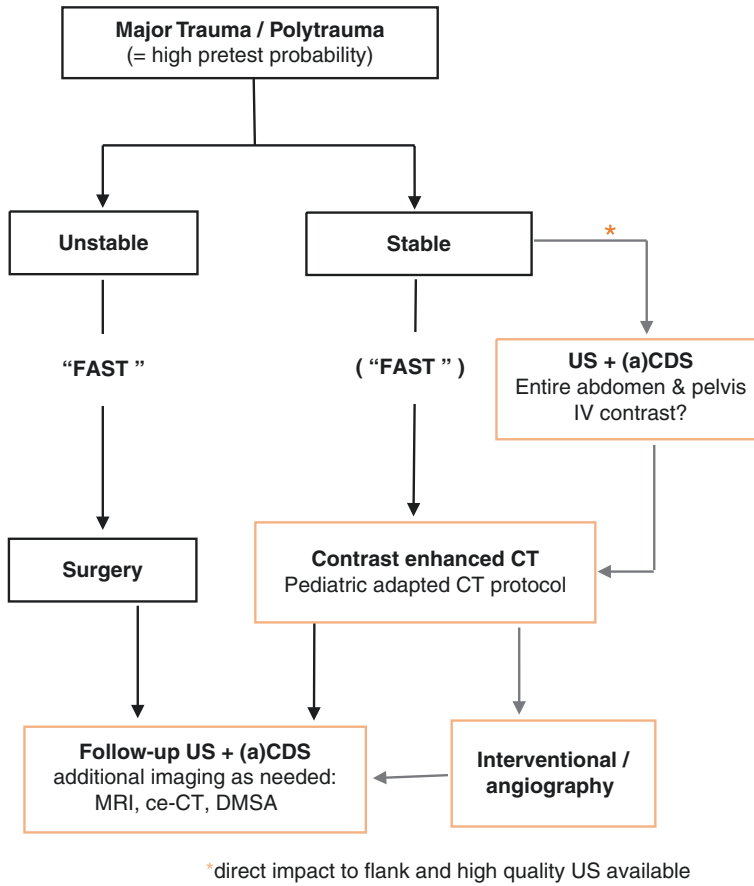 Major Trauma / Polytrauma
(= high pretest probability)
Unstable
Stable
*
“FAST ”
( “FAST ” )
US + (a)CDS
Entire abdomen & pelvis
IV contrast?
Surgery
Contrast enhanced CT
Pediatric adapted CT protocol
Follow-up US + (a)CDS
additional imaging as needed:
MRI, ce-CT, DMSA
Interventional /
angiography
*direct impact to flank and high quality US available